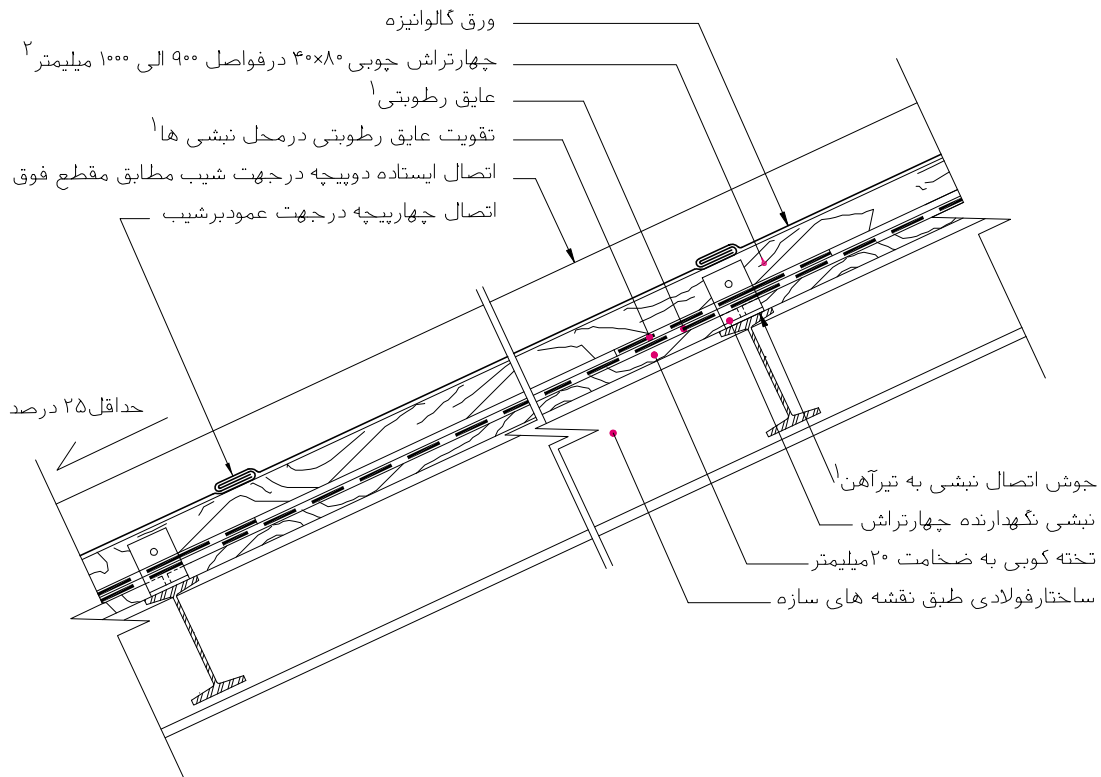 ورق گالوانیزه
چهارتراش چوبی ۴۰×۸۰ درفواصل ۹۰۰ الی ۱۰۰۰ میلیمتر۲
عایق رطوبتی۱
تقویت عایق رطوبتی درمحل نبشی ها۱
اتصال ایستاده دوپیچه درجهت شیب مطابق مقطع فوق
اتصال چهارپیچه درجهت عمودبرشیب
حداقل۲۵ درصد
جوش اتصال نبشی به تیرآهن۱
نبشی نگهدارنده چهارتراش
تخته کوبی به ضخامت ۲۰میلیمتر
ساختارفولادی طبق نقشه های سازه